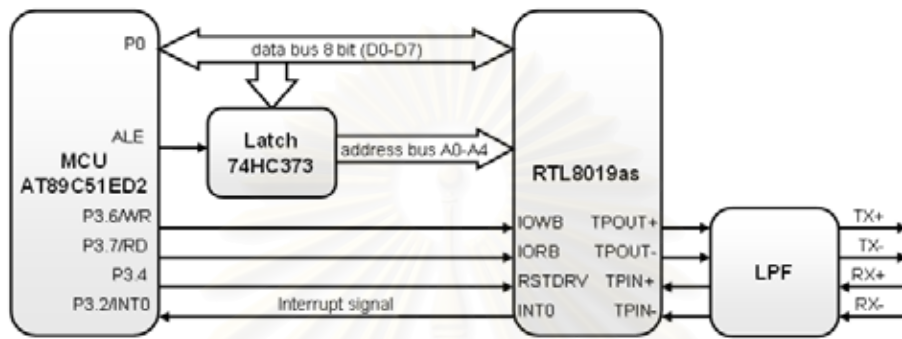 P0
data bus 8 bit (D0-D7)
ALE
Latch
74HC373
address bus A0-A4
MCU
AT89C51ED2
RTL8019as
P3.6/WR
IOWB
TPOUT+
TX+
P3.7/RD
IORB
TPOUT-
LPF
TX-
P3.4
RSTDRV
TPIN+
RX+
P3.2/INT0
Interrupt signal
INT0
TPIN-
RX-